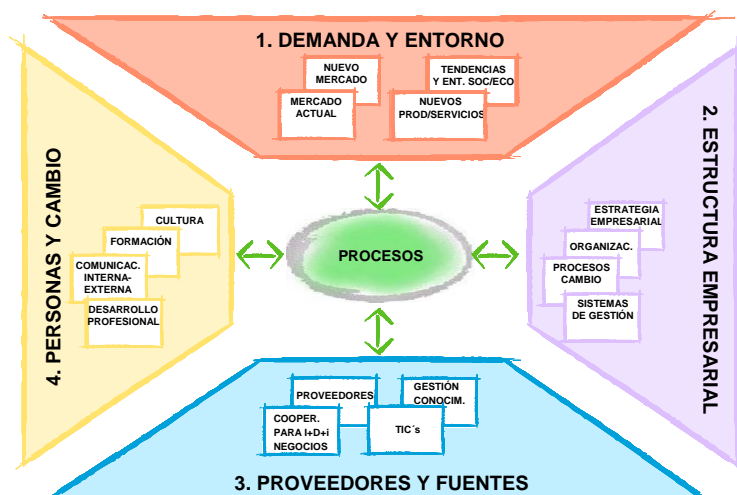 1. DEMANDA Y ENTORNO
NUEVO
MERCADO
TENDENCIAS
Y ENT. SOC/ECO
MERCADO
ACTUAL
NUEVOS
PROD/SERVICIOS
2. ESTRUCTURA EMPRESARIAL
ESTRATEGIA
EMPRESARIAL
ORGANIZAC.
PROCESOS
CAMBIO
SISTEMAS
DE GESTIÓN
PROCESOS
4. PERSONAS Y CAMBIO
CULTURA
FORMACIÓN
COMUNICAC.
INTERNA-
EXTERNA
DESARROLLO
PROFESIONAL
PROVEEDORES
GESTIÓN
CONOCIM.
COOPER.
PARA I+D+i
NEGOCIOS
TIC´s
3. PROVEEDORES Y FUENTES